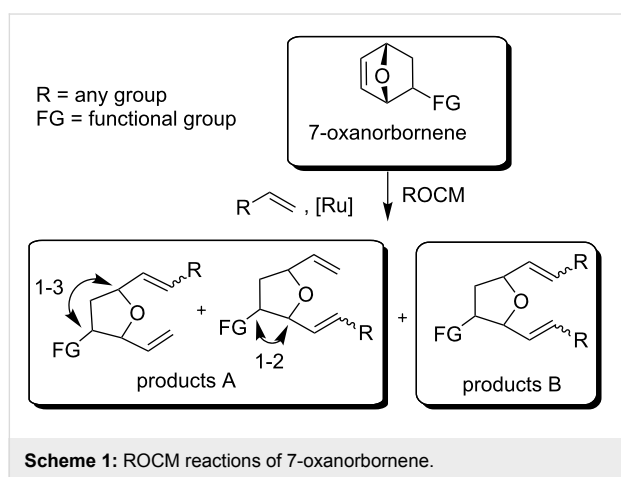 R = any group
FG = functional group
O
FG
7-oxanorbornene
R
, [Ru]
ROCM
1-3
R
O
FG
+
O
FG
R
1-2
products A
+
R
O
FG
R
products B
Scheme 1: ROCM reactions of 7-oxanorbornene.